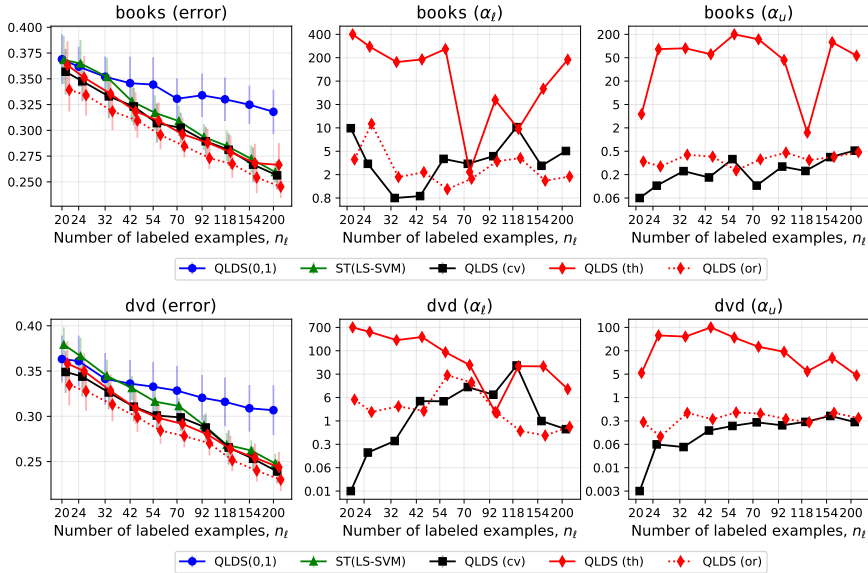 books (error)
books (αℓ)
books (αu)
0.400
0.375
0.350
0.325
0.300
0.275
0.250
400
200
70
30
10
5
2
0.8
200
50
20
5
2
0.5
0.2
0.06
20 24 32 42 54 70 92 118 154 200
20 24 32 42 54 70 92 118 154 200
20 24 32 42 54 70 92 118 154 200
Number of labeled examples, nℓ
Number of labeled examples, nℓ
Number of labeled examples, nℓ
QLDS(0,1) ST(LS-SVM) QLDS (cv) QLDS (th) QLDS (or)
dvd (error)
dvd (αℓ)
dvd (αu)
0.40
0.35
0.30
0.25
700
100
30
6
1
0.3
0.06
0.01
100
20
5
1
0.3
0.06
0.01
0.003
20 24 32 42 54 70 92 118 154 200
20 24 32 42 54 70 92 118 154 200
20 24 32 42 54 70 92 118 154 200
Number of labeled examples, nℓ
Number of labeled examples, nℓ
Number of labeled examples, nℓ
QLDS(0,1) ST(LS-SVM) QLDS (cv) QLDS (th) QLDS (or)